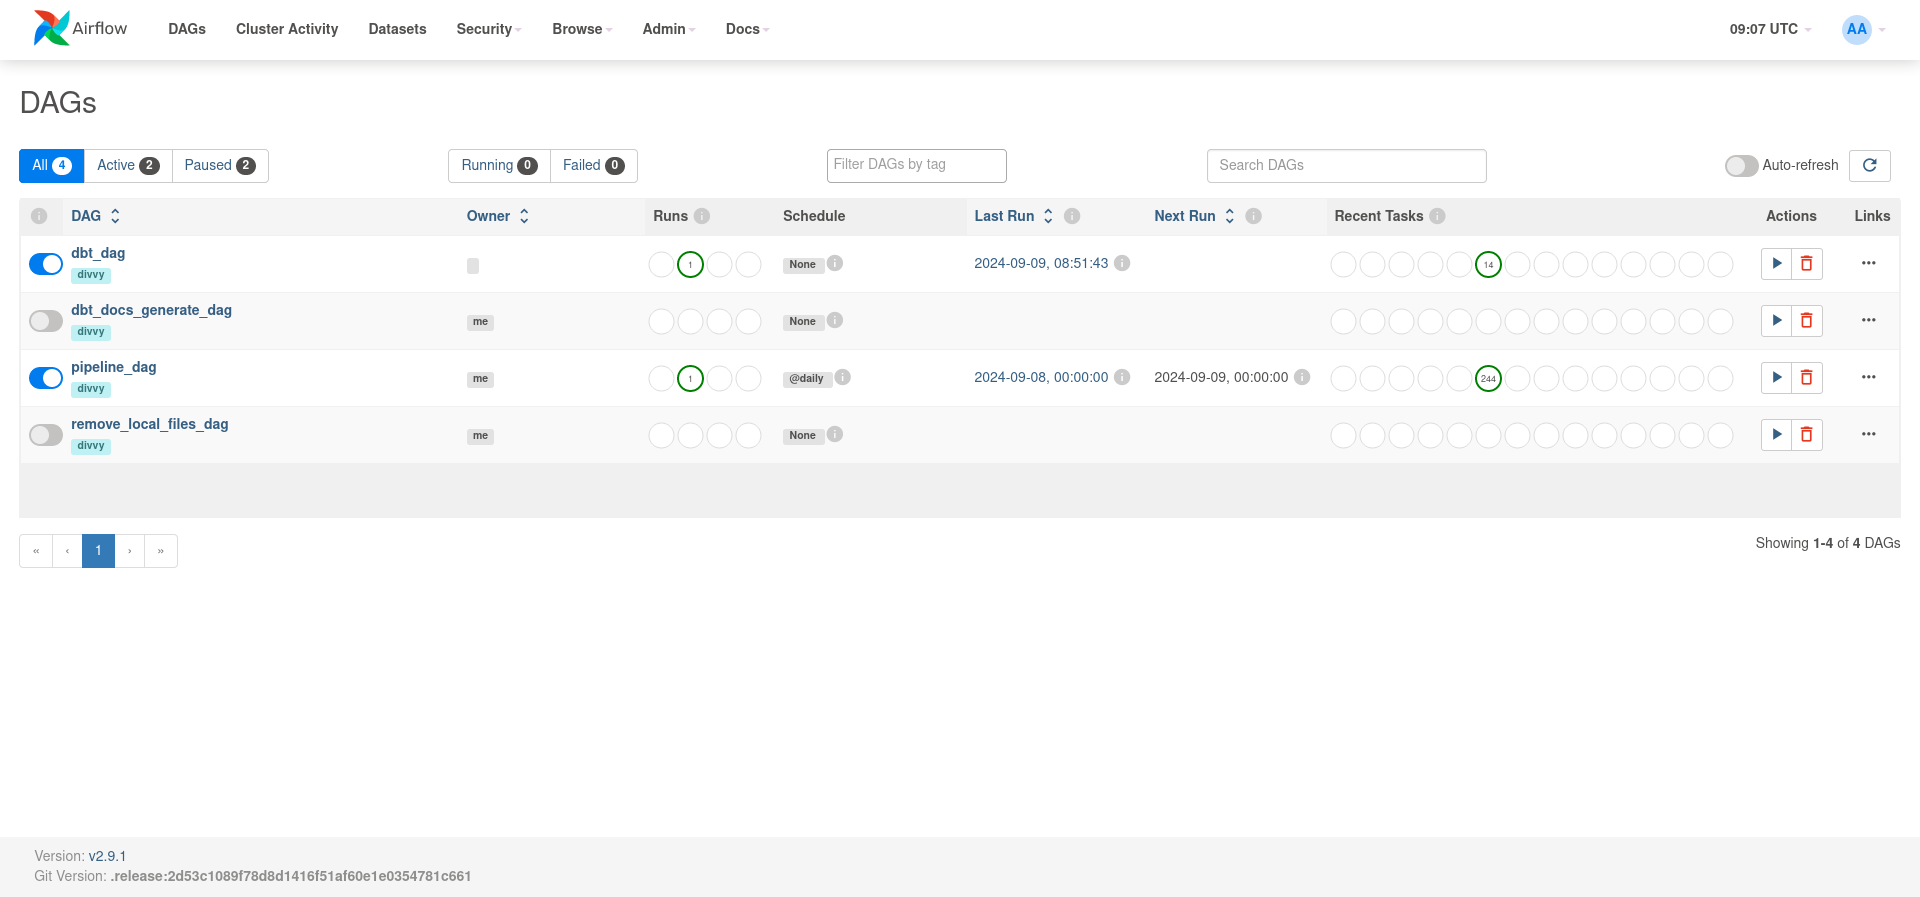 Airflow DAGs Cluster Activity Datasets Security Browse Admin Docs 09:07 UTC AA
DAGs
All 4 Active 2 Paused 2 Running 0 Failed 0 Filter DAGs by tag Search DAGs Auto-refresh
DAG Owner Runs Schedule Last Run Next Run Recent Tasks Actions Links
dbt_dag
divvy
1 None 2024-09-09, 08:51:43 14
dbt_docs_generate_dag
divvy
me None
pipeline_dag
divvy
me 1 @daily 2024-09-08, 00:00:00 2024-09-09, 00:00:00 244
remove_local_files_dag
divvy
me None
« ‹ 1 › »
Showing 1-4 of 4 DAGs
Version: v2.9.1
Git Version: .release:2d53c1089f78d8d1416f51af60e1e0354781c661